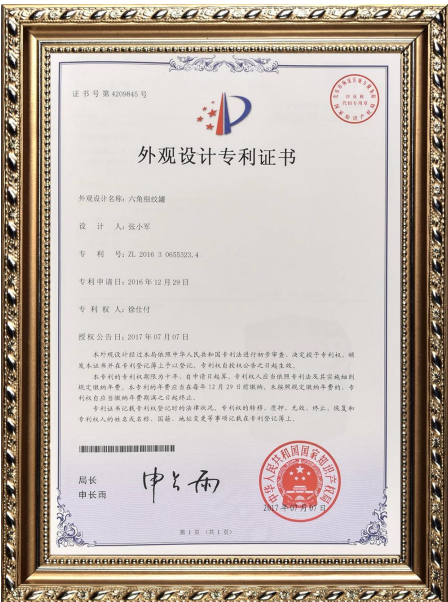 证书号第4209845号
外观设计专利证书
外观设计名称：六角细纹罐
设 计 人：张小军
专 利 号：ZL 2016 3 0655323.4
专利申请日：2016年12月29日
专 利 权 人：徐仕付
授权公告日：2017年07月07日
本外观设计经过本局依照中华人民共和国专利法进行初步审查，决定授予专利权，颁
发本证书并在专利登记簿上予以登记。专利权自授权公告之日起生效。
本专利的专利权期限为十年，自申请日起算。专利权人应当依照专利法及其实施细则
规定缴纳年费。本专利的年费应当在每年 12 月 29 日前缴纳。未按照规定缴纳年费的，专
利权自应当缴纳年费期满之日起终止。
专利证书记载专利权登记时的法律状况。专利权的转移、质押、无效、终止、恢复和
专利权人的姓名或名称、国籍、地址变更等事项记载在专利登记簿上。
局长
申长雨
申长雨
中华人民共和国国家知识产权局
2017年07月07日
第 1 页（共 1 页）